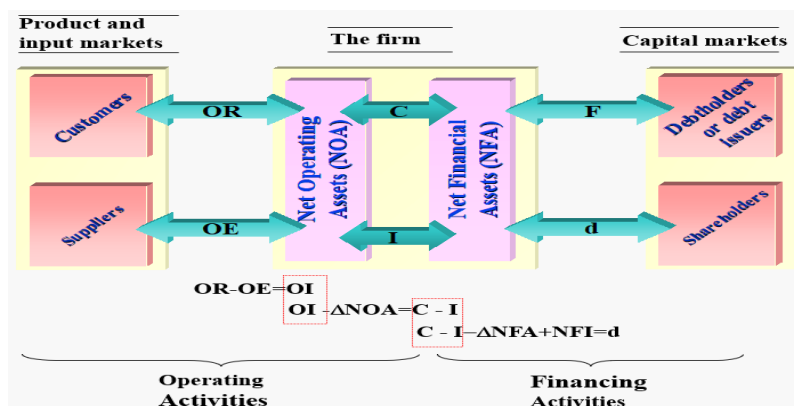 Product and
input markets
The firm
Capital markets
Customers
OR
Net Operating
Assets (NOA)
C
Net Financial
Assets (NFA)
F
Debtholders
or debt
Issuers
Suppliers
OE
I
d
Shareholders
OR-OE=OI
OI -ΔNOA=C - I
C - I–ΔNFA+NFI=d
Operating
Activities
Financing
Activities